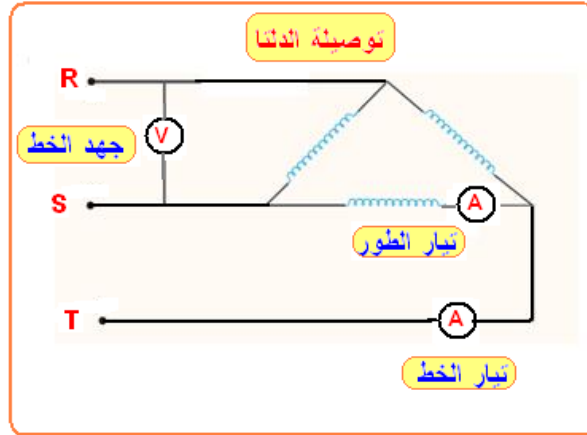 توصيلة الدلتا
R
V
جهد الخط
S
A
تيار الطور
T
A
تيار الخط